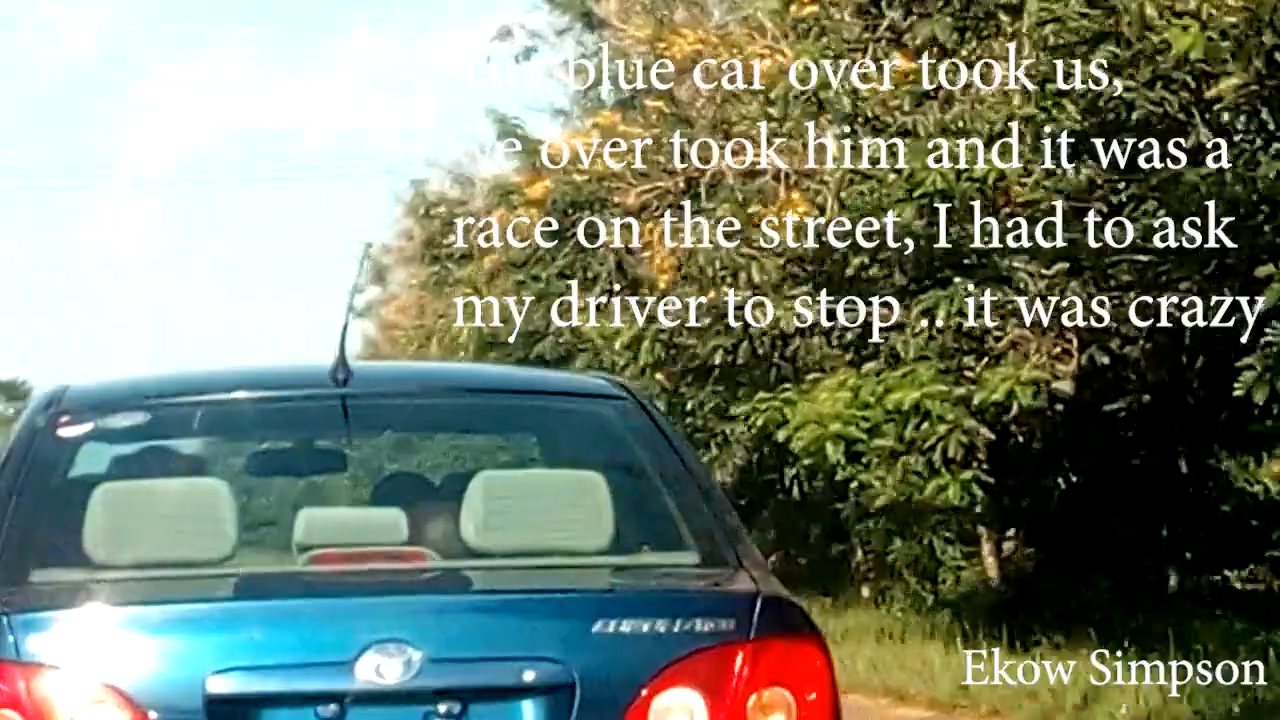 blue car over took us,
over took him and it was a
race on the street, I had to ask
my driver to stop .. it was crazy
Ekow Simpson